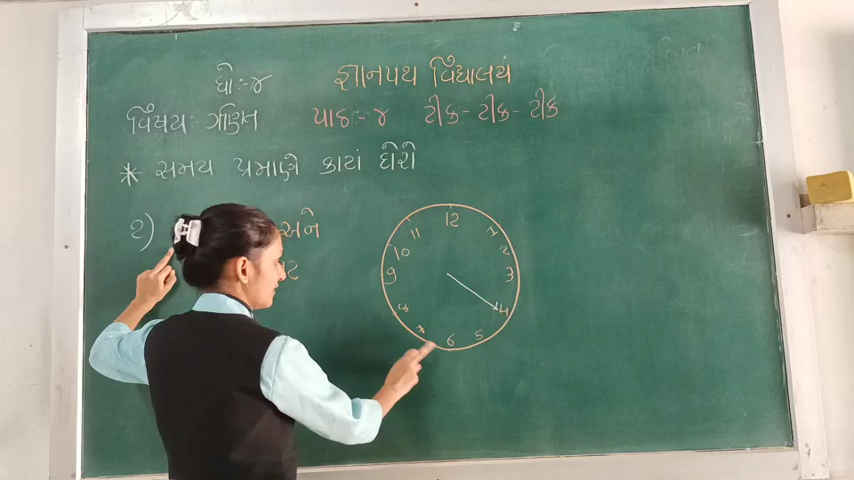 ધોઃ-૪ જ્ઞાનપથ વિદ્યાલય
વિષયઃ- ગણિત પાઠઃ-૪ ટીક- ટીક- ટીક
* સમય પ્રમાણે કાટાં દોરો
અને
12
11 1
10 2
9 3
8 4
7 5
6